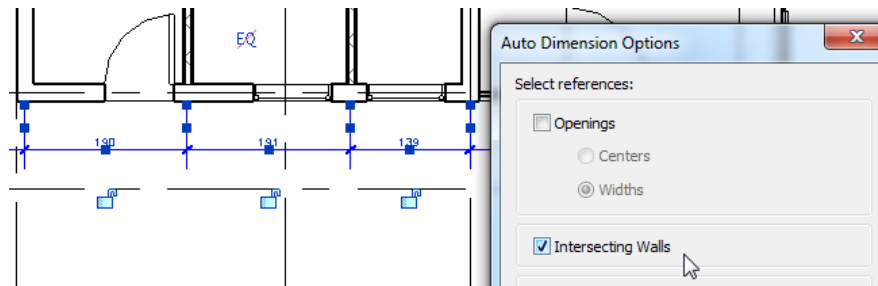 EQ
190
191
139
Auto Dimension Options
Select references:
Openings
Centers
Widths
Intersecting Walls